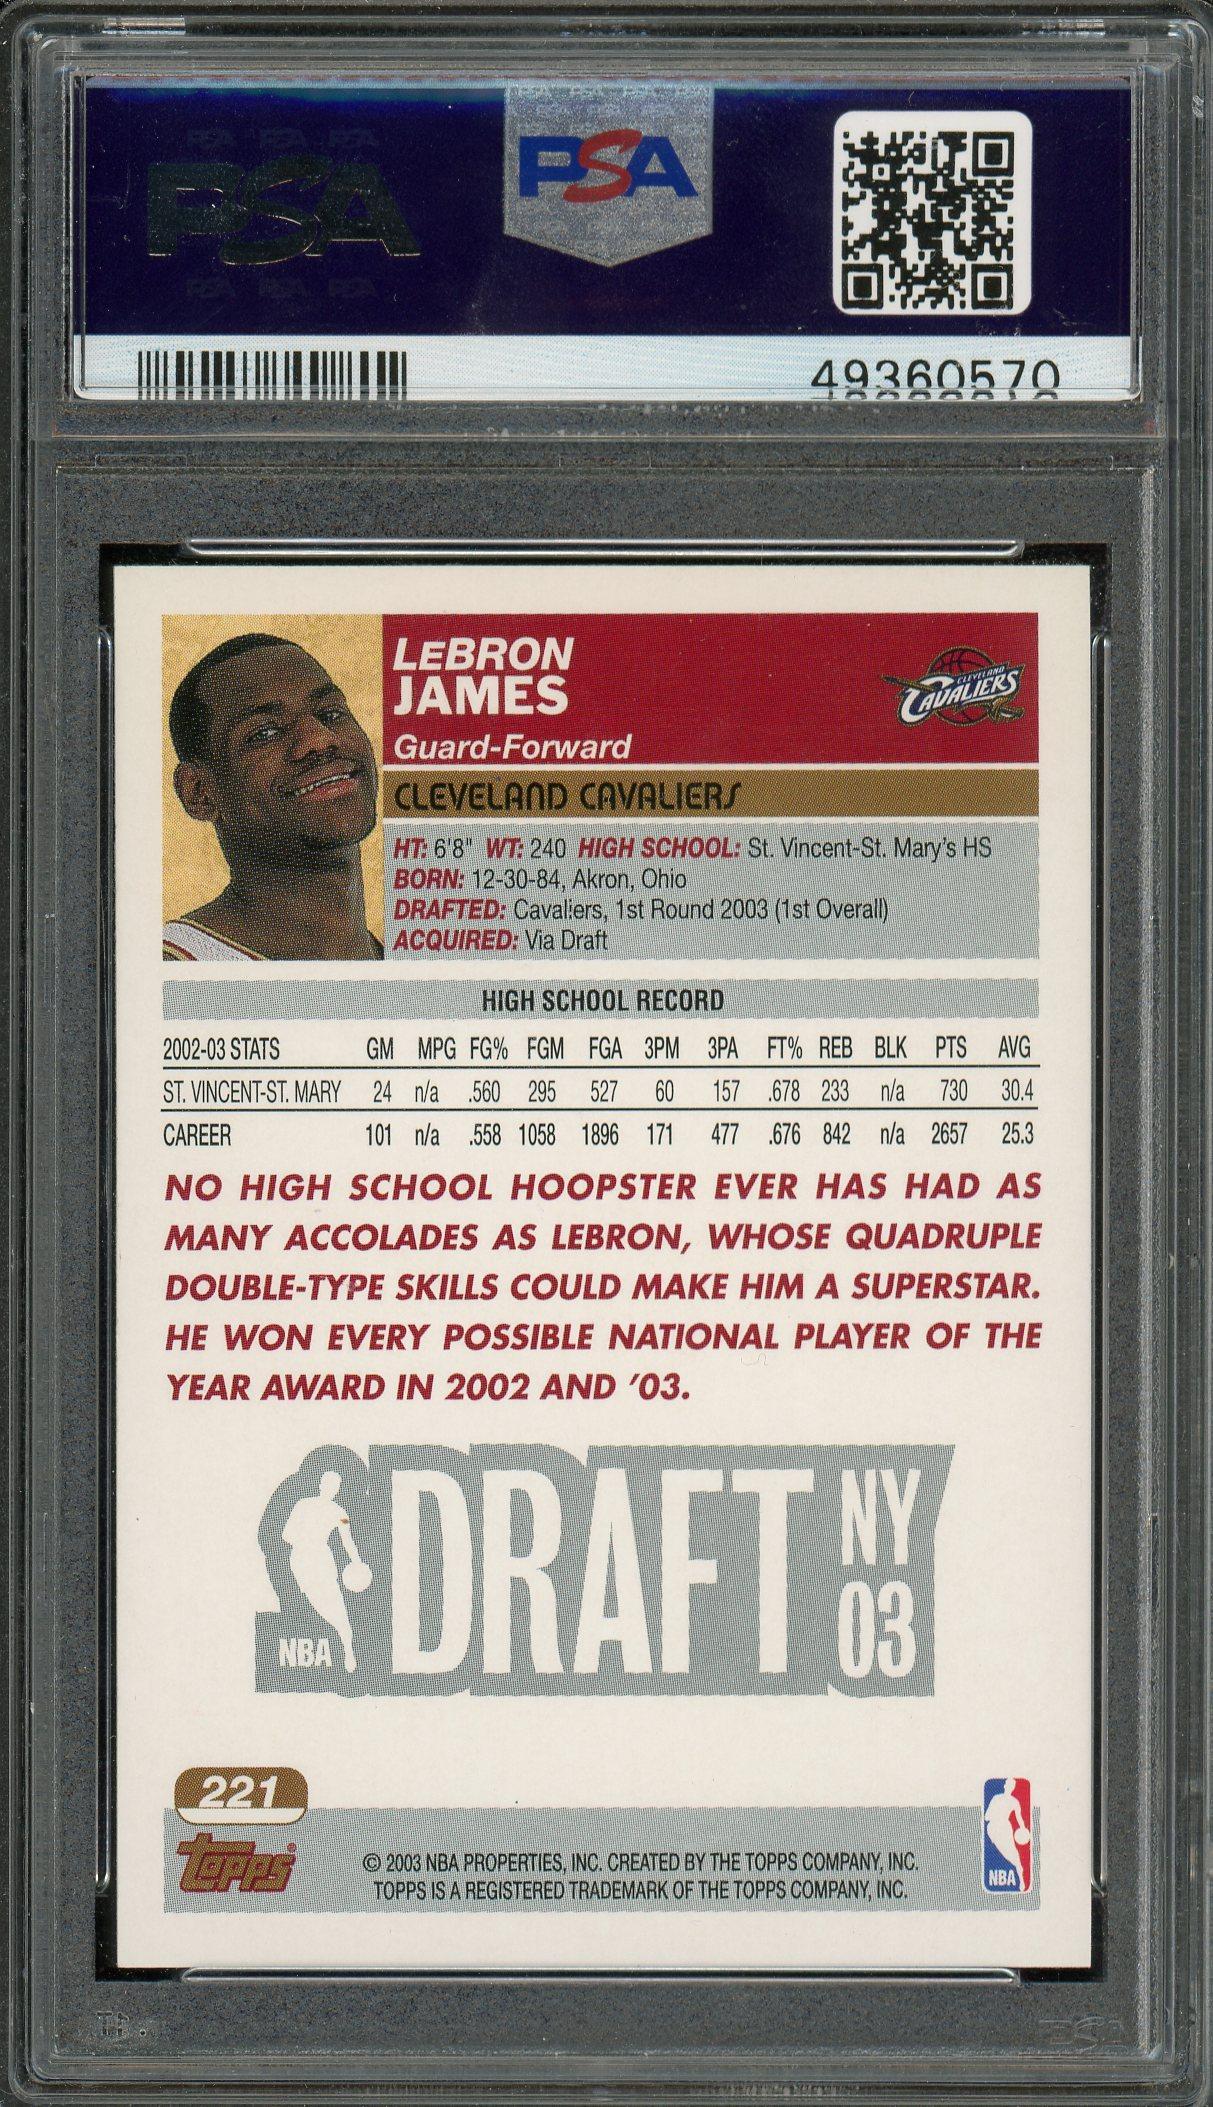 PSA
PSA
49360570
LEBRON
JAMES
Guard-Forward
CLEVELAND CAVALIERS
CLEVELAND CAVALIERS
HT: 6'8" WT: 240 HIGH SCHOOL: St. Vincent-St. Mary's HS
BORN: 12-30-84, Akron, Ohio
DRAFTED: Cavaliers, 1st Round 2003 (1st Overall)
ACQUIRED: Via Draft
HIGH SCHOOL RECORD
2002-03 STATS GM MPG FG% FGM FGA 3PM 3PA FT% REB BLK PTS AVG
ST. VINCENT-ST. MARY 24 n/a .560 295 527 60 157 .678 233 n/a 730 30.4
CAREER 101 n/a .558 1058 1896 171 477 .676 842 n/a 2657 25.3
NO HIGH SCHOOL HOOPSTER EVER HAS HAD AS
MANY ACCOLADES AS LEBRON, WHOSE QUADRUPLE
DOUBLE-TYPE SKILLS COULD MAKE HIM A SUPERSTAR.
HE WON EVERY POSSIBLE NATIONAL PLAYER OF THE
YEAR AWARD IN 2002 AND '03.
NBA DRAFT NY
03
221
topps®
© 2003 NBA PROPERTIES, INC. CREATED BY THE TOPPS COMPANY, INC.
TOPPS IS A REGISTERED TRADEMARK OF THE TOPPS COMPANY, INC.
NBA